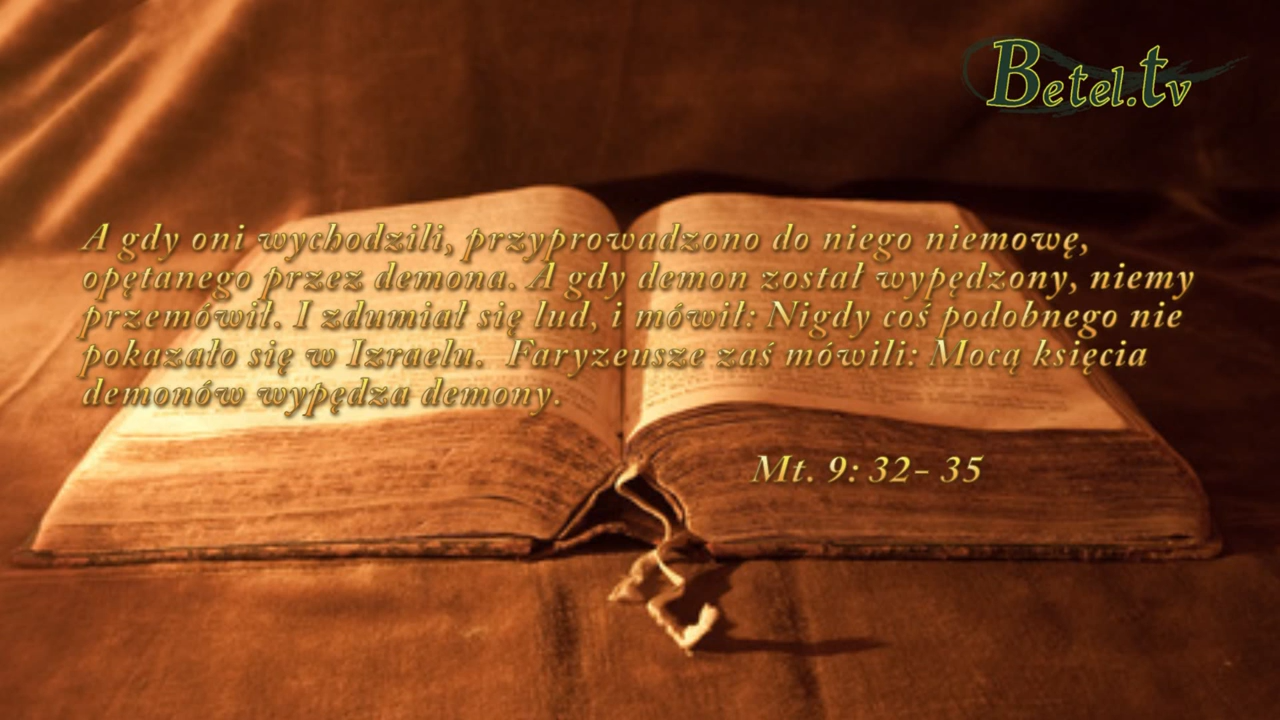 Betel.tv
A gdy oni wychodzili, przyprowadzono do niego niemowę,
opętanego przez demona. A gdy demon został wypędzony, niemy
przemówił. I zdumiał się lud, i mówił: Nigdy coś podobnego nie
pokazało się w Izraelu. Faryzeusze zaś mówili: Mocą księcia
demonów wypędza demony.
Mt. 9: 32- 35